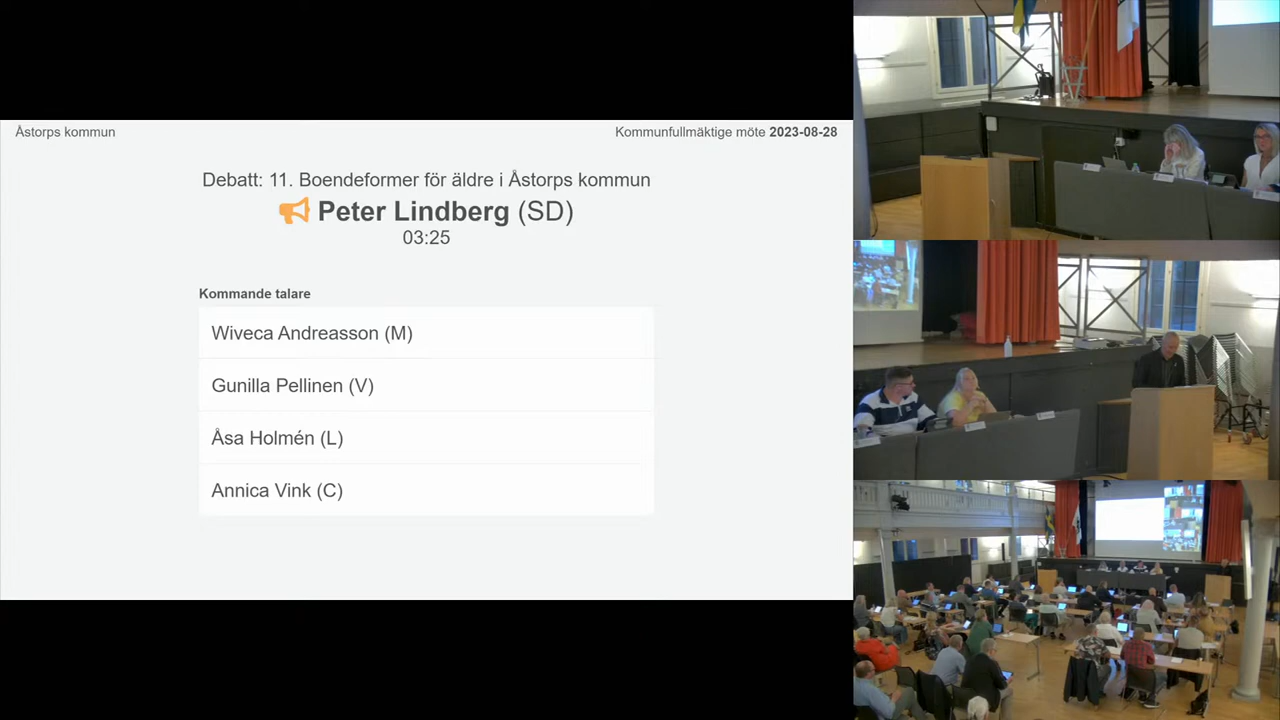 Åstorps kommun
Kommunfullmäktige möte 2023-08-28
Debatt: 11. Boendeformer för äldre i Åstorps kommun
Peter Lindberg (SD)
03:25
Kommande talare
Wiveca Andreasson (M)
Gunilla Pellinen (V)
Åsa Holmén (L)
Annica Vink (C)